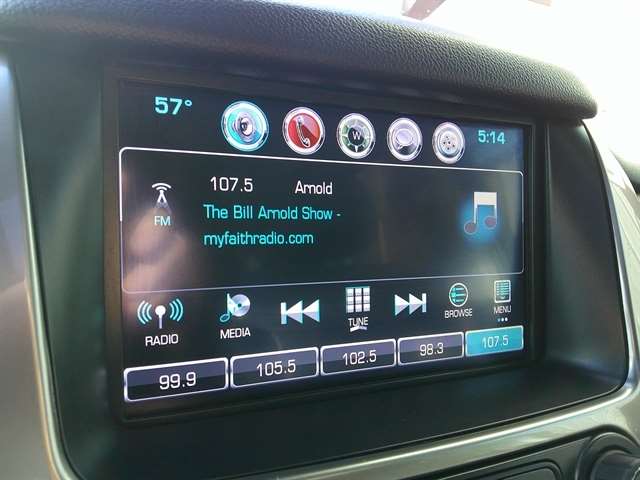 57°
W
5:14
FM
107.5 Arnold
The Bill Arnold Show -
myfaithradio.com
RADIO
MEDIA
TUNE
BROWSE
MENU
99.9
105.5
102.5
98.3
107.5